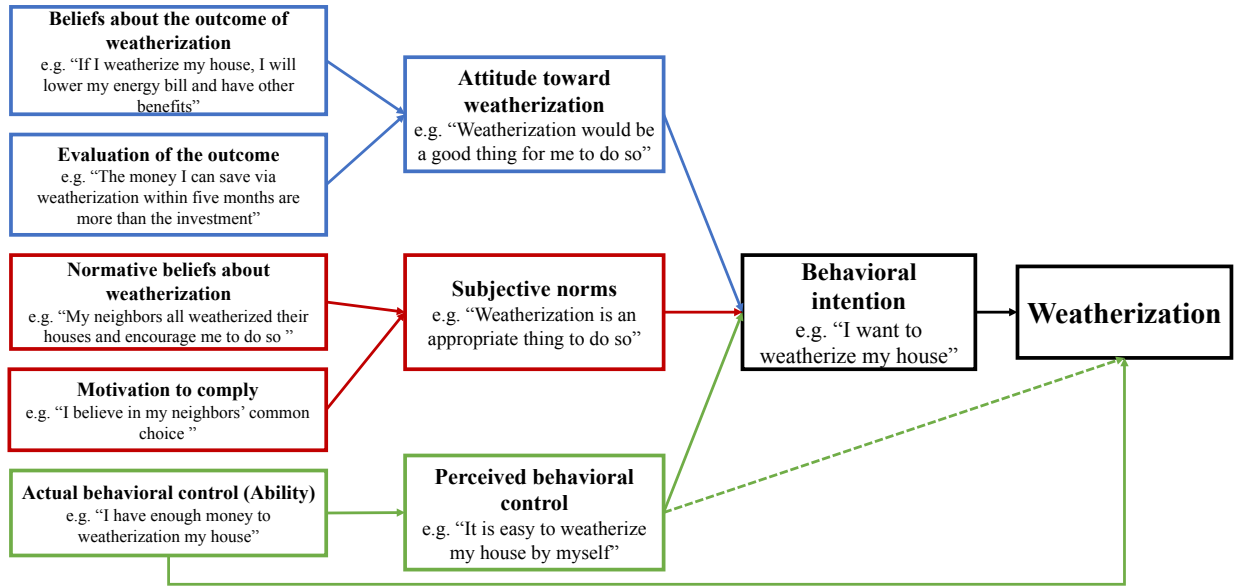 Beliefs about the outcome of
weatherization
e.g. “If I weatherize my house, I will
lower my energy bill and have other
benefits”
Evaluation of the outcome
e.g. “The money I can save via
weatherization within five months are
more than the investment”
Normative beliefs about
weatherization
e.g. “My neighbors all weatherized their
houses and encourage me to do so ”
Motivation to comply
e.g. “I believe in my neighbors’ common
choice ”
Actual behavioral control (Ability)
e.g. “I have enough money to
weatherization my house”
Attitude toward
weatherization
e.g. “Weatherization would be
a good thing for me to do so”
Subjective norms
e.g. “Weatherization is an
appropriate thing to do so”
Perceived behavioral
control
e.g. “It is easy to weatherize
my house by myself”
Behavioral
intention
e.g. “I want to
weatherize my house”
Weatherization